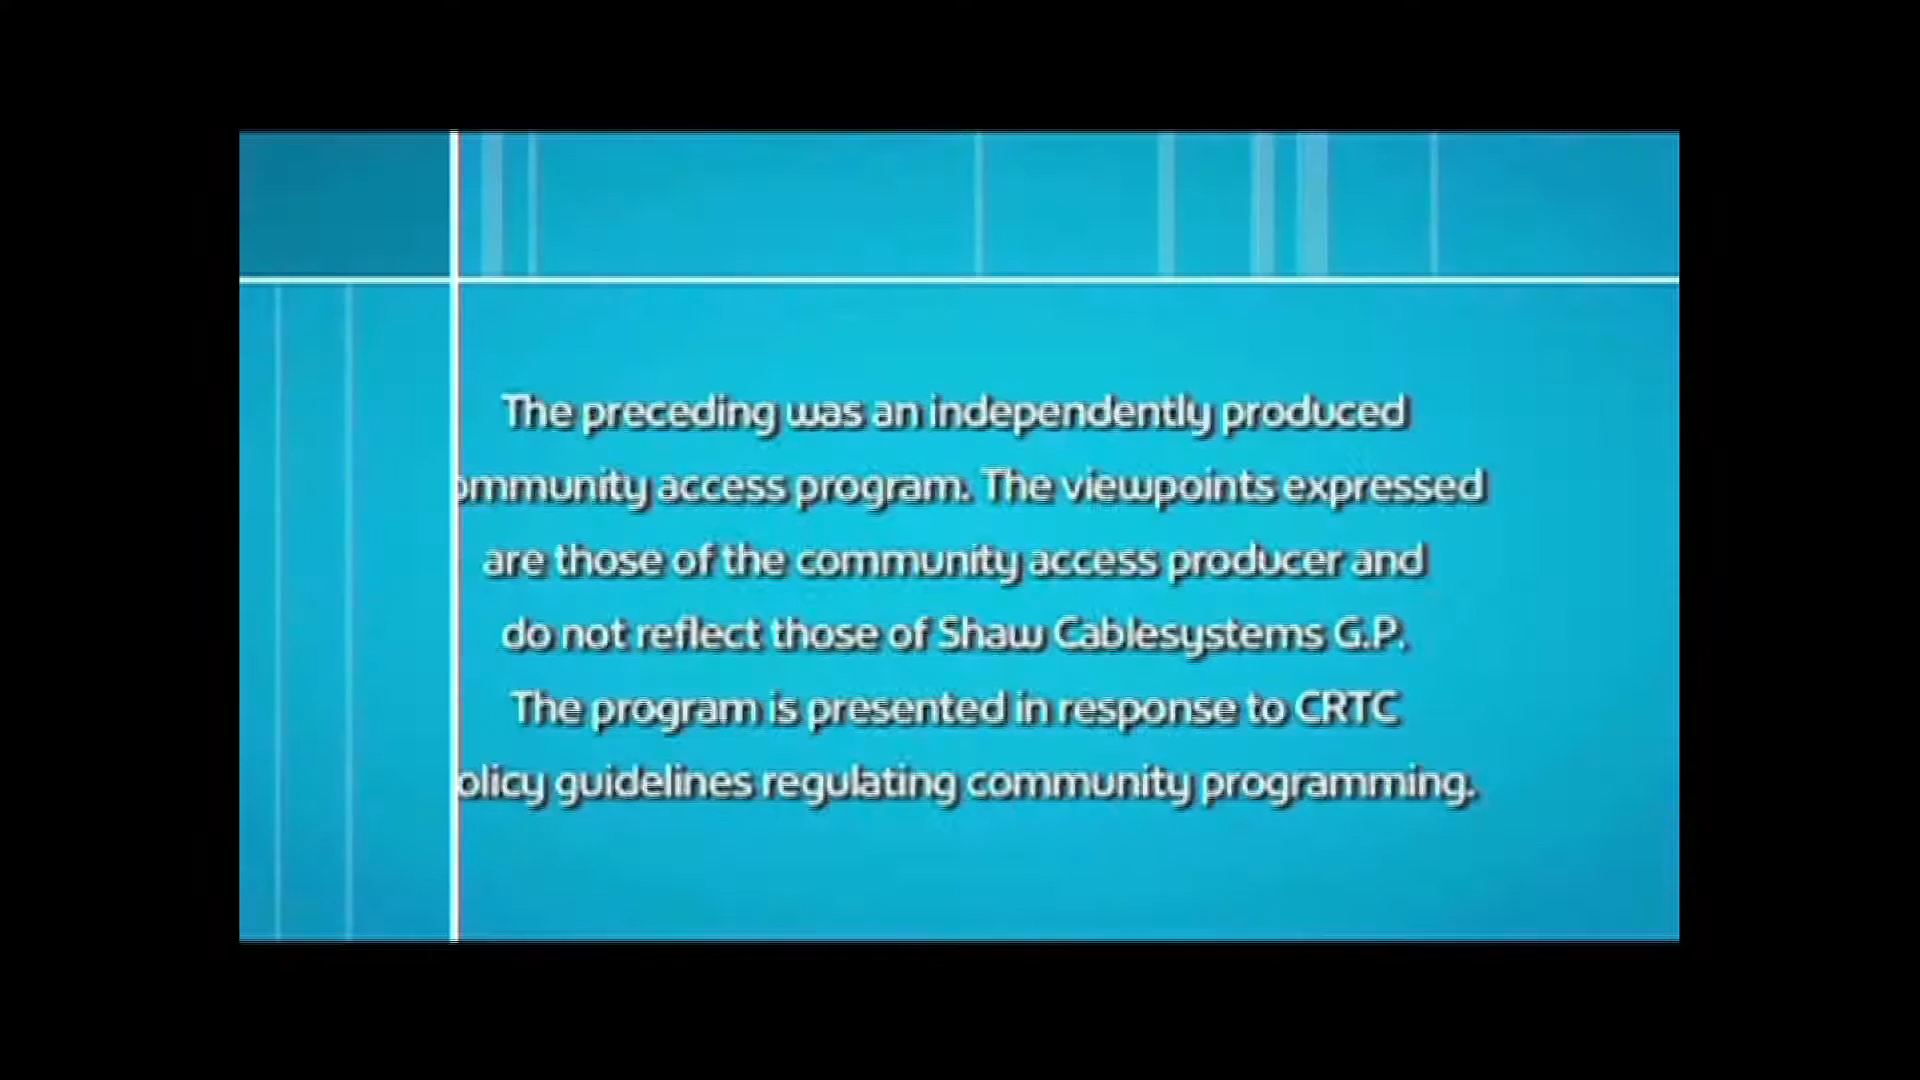 The preceding was an independently produced
ommunity access program. The viewpoints expressed
are those of the community access producer and
do not reflect those of Shaw Cablesystems G.P.
The program is presented in response to CRTC
olicy guidelines regulating community programming.